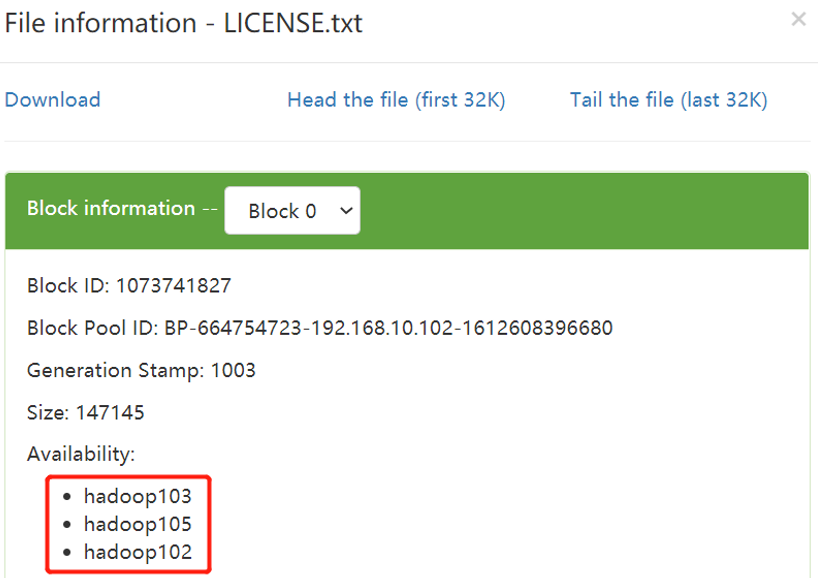 File information - LICENSE.txt ×
Download Head the file (first 32K) Tail the file (last 32K)
Block information -- Block 0
Block ID: 1073741827
Block Pool ID: BP-664754723-192.168.10.102-1612608396680
Generation Stamp: 1003
Size: 147145
Availability:
• hadoop103
• hadoop105
• hadoop102